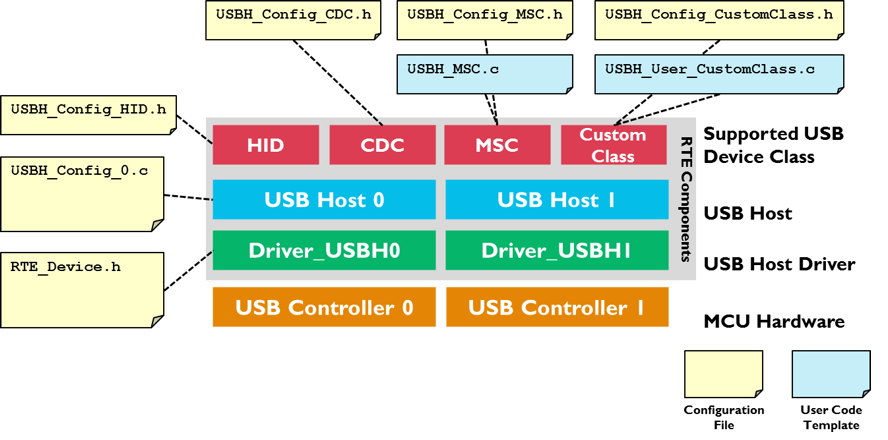 USBH_Config_CDC.h
USBH_Config_MSC.h
USBH_Config_CustomClass.h
USBH_MSC.c
USBH_User_CustomClass.c
USBH_Config_HID.h
HID
CDC
MSC
Custom
Class
RTE Components
Supported USB
Device Class
USBH_Config_0.c
USB Host 0
USB Host 1
USB Host
Driver_USBH0
Driver_USBH1
USB Host Driver
RTE_Device.h
USB Controller 0
USB Controller 1
MCU Hardware
Configuration
File
User Code
Template